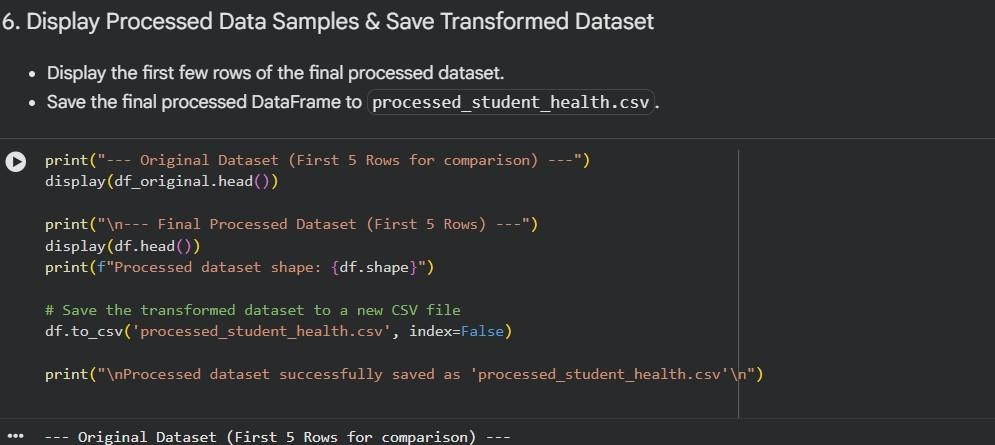 6. Display Processed Data Samples & Save Transformed Dataset
• Display the first few rows of the final processed dataset.
• Save the final processed DataFrame to processed_student_health.csv.
print("--- Original Dataset (First 5 Rows for comparison) ---")
display(df_original.head())
print("\n--- Final Processed Dataset (First 5 Rows) ---")
display(df.head())
print(f"Processed dataset shape: {df.shape}")
# Save the transformed dataset to a new CSV file
df.to_csv('processed_student_health.csv', index=False)
print("\nProcessed dataset successfully saved as 'processed_student_health.csv'\n")
--- Original Dataset (First 5 Rows for comparison) ---